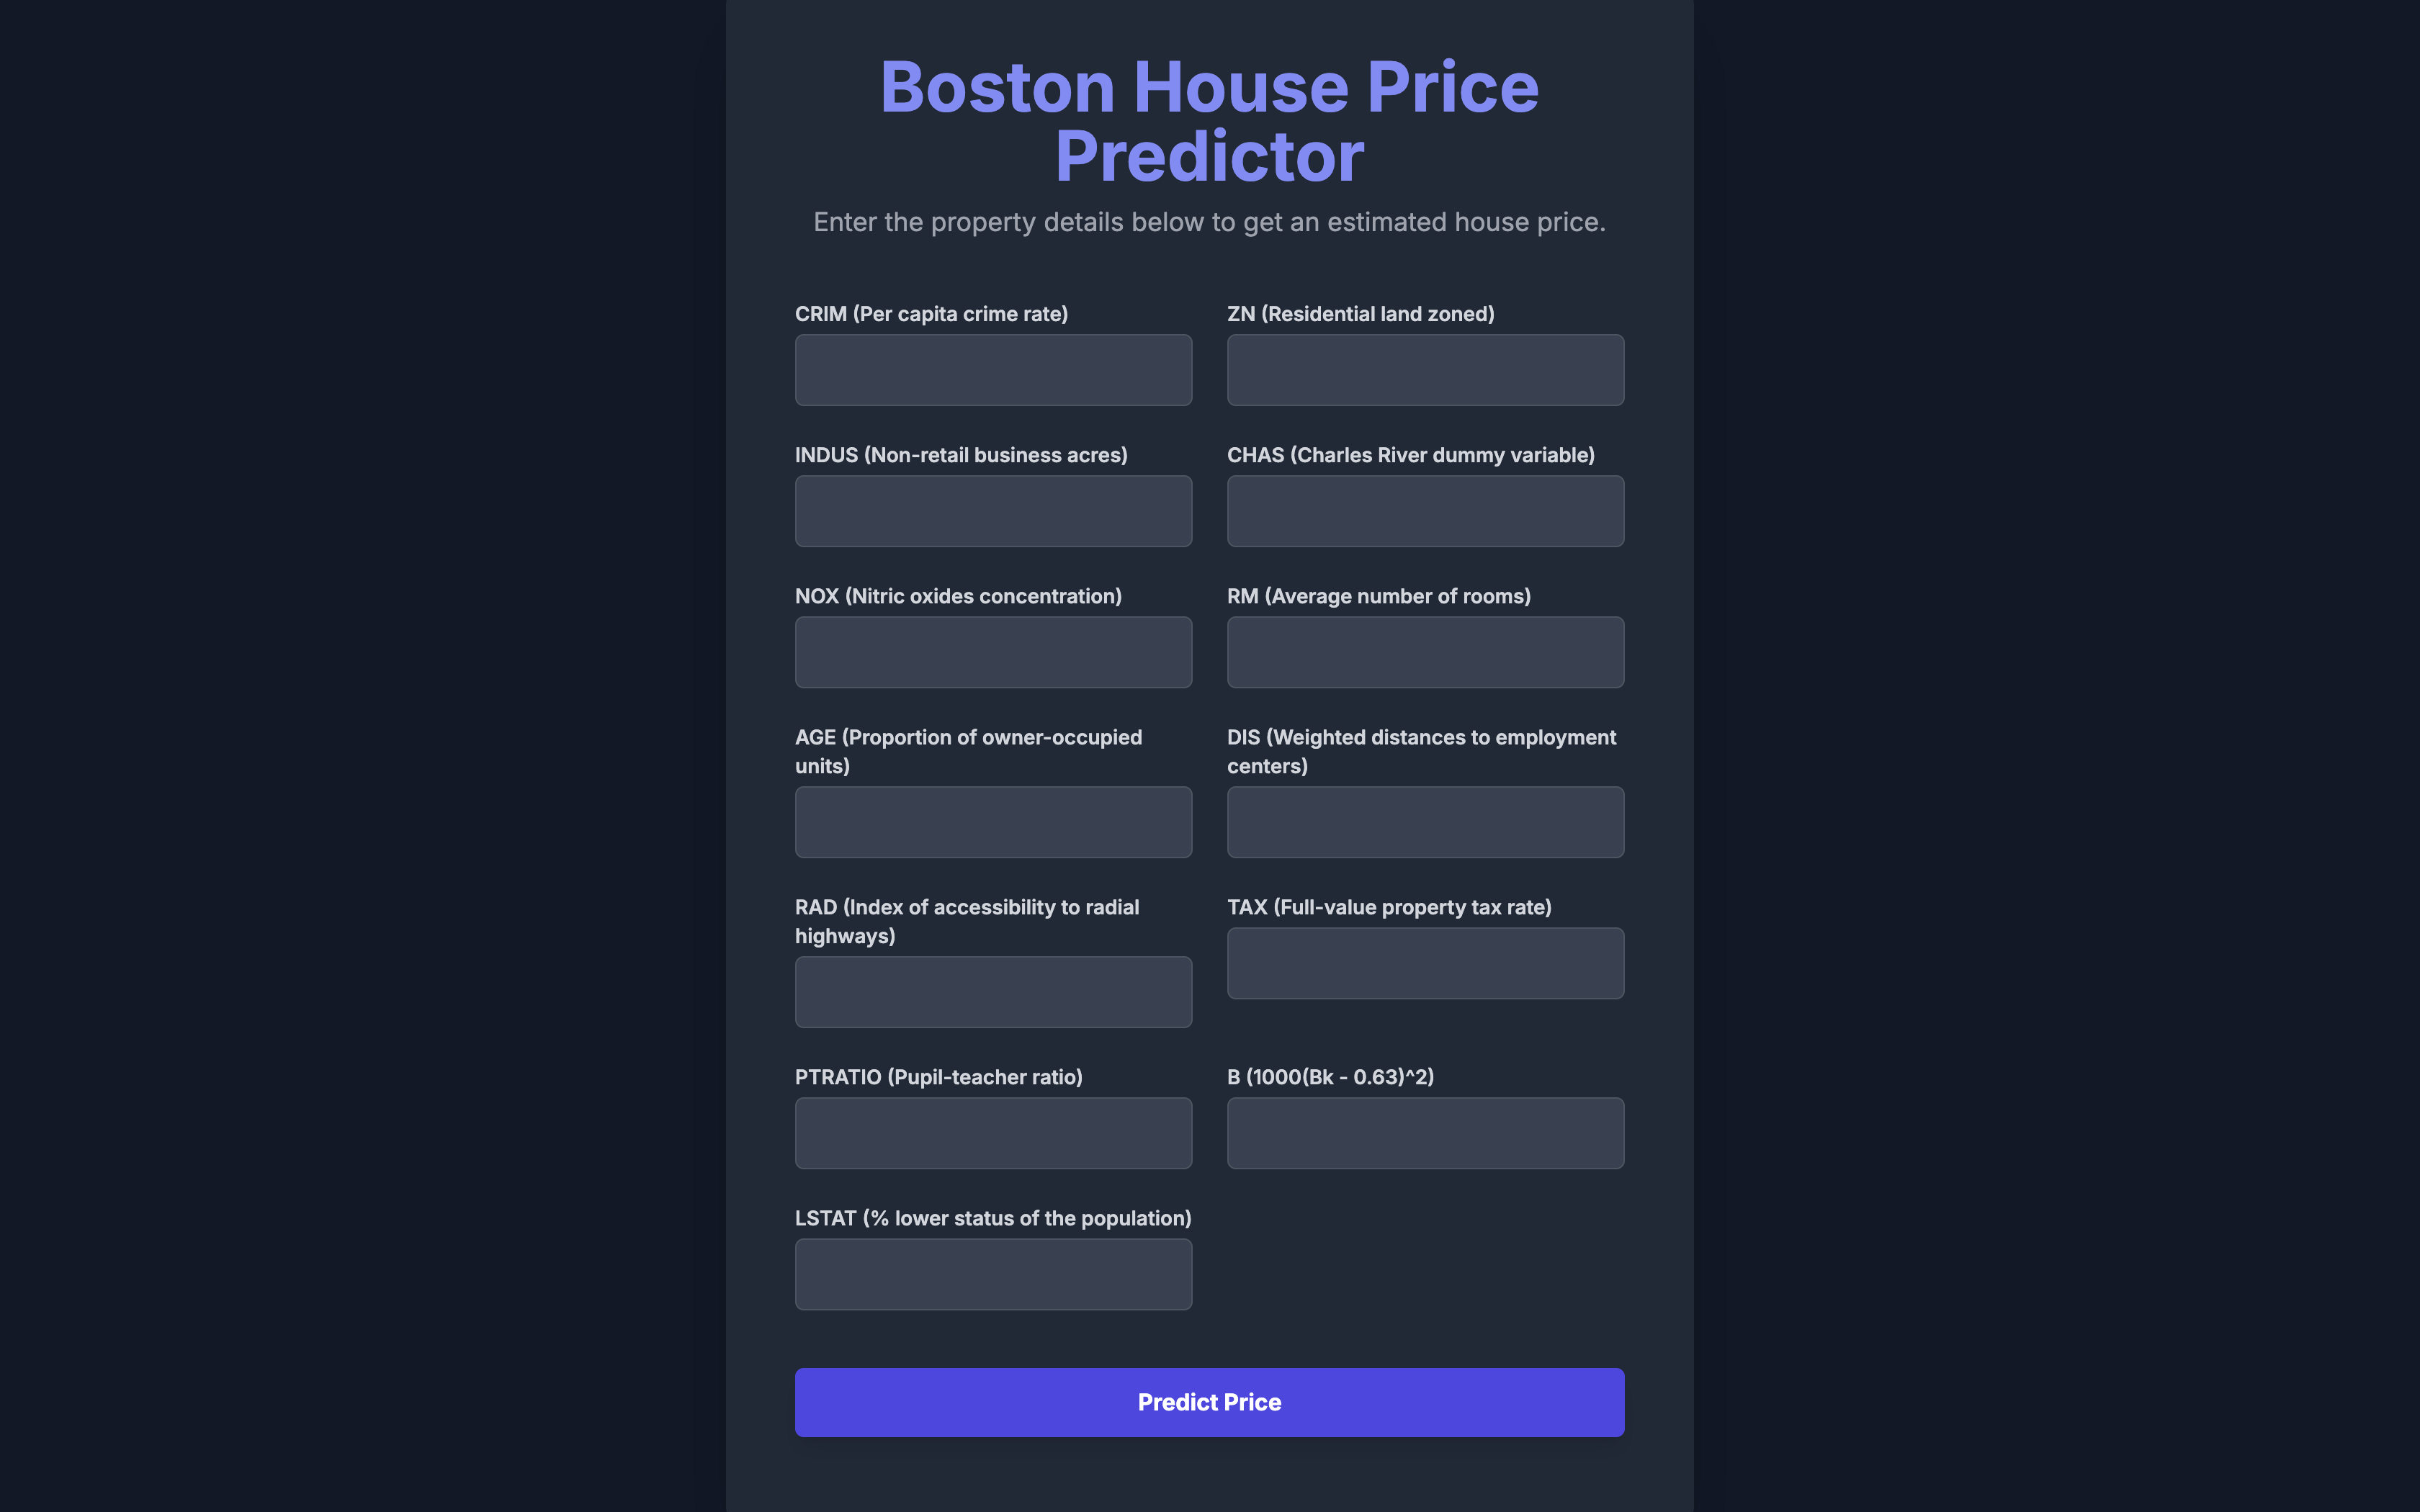 Boston House Price
Predictor
Enter the property details below to get an estimated house price.
CRIM (Per capita crime rate)
ZN (Residential land zoned)
INDUS (Non-retail business acres)
CHAS (Charles River dummy variable)
NOX (Nitric oxides concentration)
RM (Average number of rooms)
AGE (Proportion of owner-occupied
units)
DIS (Weighted distances to employment
centers)
RAD (Index of accessibility to radial
highways)
TAX (Full-value property tax rate)
PTRATIO (Pupil-teacher ratio)
B (1000(Bk - 0.63)^2)
LSTAT (% lower status of the population)
Predict Price